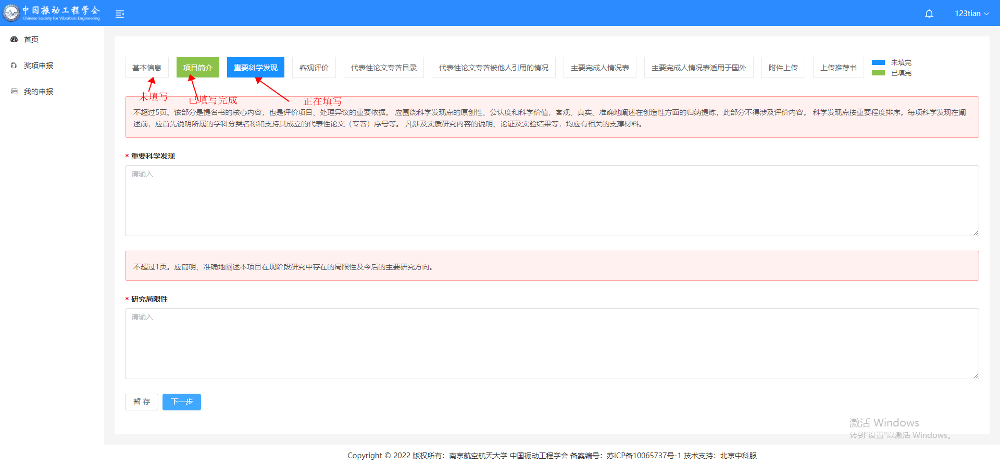 中国振动工程学会
Chinese Society for Vibration Engineering
CSVE
123tian
首页
奖项申报
我的申报
基本信息
项目简介
重要科学发现
客观评价
代表性论文专著目录
代表性论文专著被他人引用的情况
主要完成人情况表
主要完成人情况表适用于国外
附件上传
上传推荐书
未填完
已填完
未填写
已填写完成
正在填写
不超过5页。该部分是提名书的核心内容，也是评价项目、处理异议的重要依据。 应围绕科学发现点的原创性、公认度和科学价值，客观、真实、准确地阐述在创造性方面的归纳提炼，此部分不得涉及评价内容。 科学发现点按重要程度排序。每项科学发现在阐
述前，应首先说明所属的学科分类名称和支持其成立的代表性论文（专著）序号等。 凡涉及实质研究内容的说明、论证及实验结果等，均应有相关的支撑材料。
* 重要科学发现
请输入
不超过1页。应简明、准确地阐述本项目在现阶段研究中存在的局限性及今后的主要研究方向。
* 研究局限性
请输入
暂 存
下一步
激活 Windows
转到“设置”以激活 Windows。
Copyright © 2022 版权所有：南京航空航天大学 中国振动工程学会 备案编号：苏ICP备10065737号-1 技术支持：北京中科服